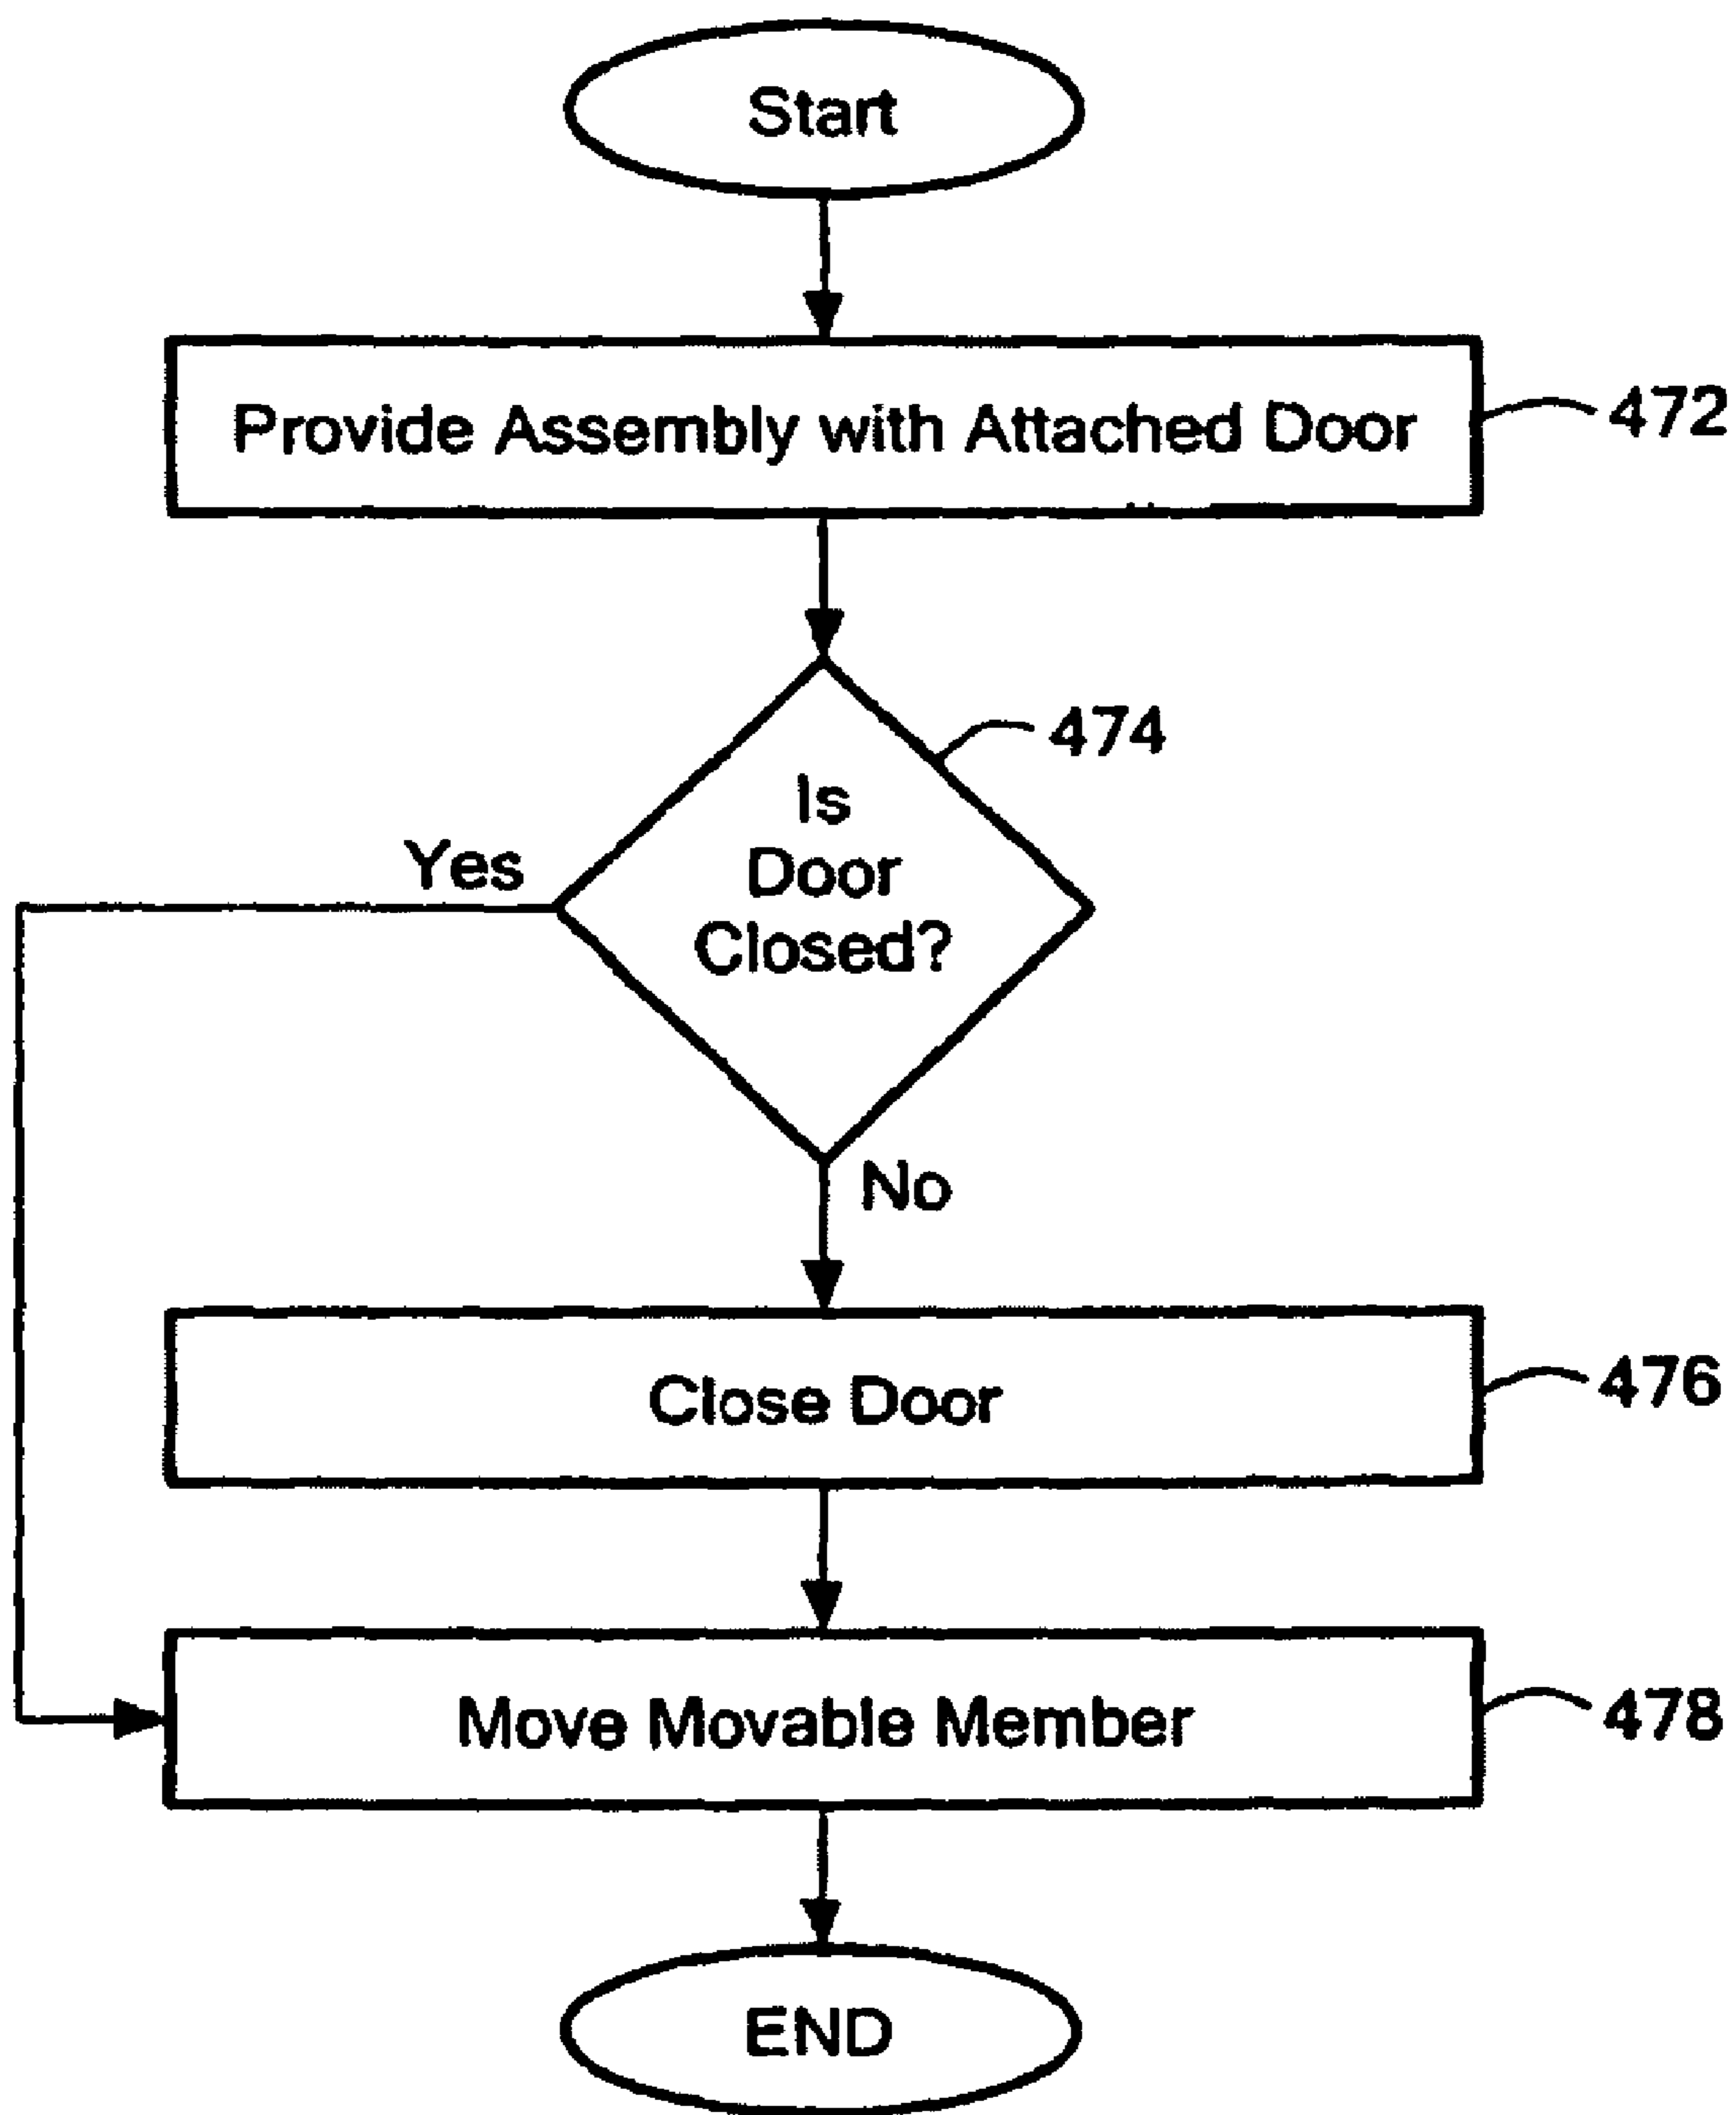 Start
Provide Assembly with Attached Door
472
474
Is
Door
Closed?
Yes
No
Close Door
476
Move Movable Member
478
END